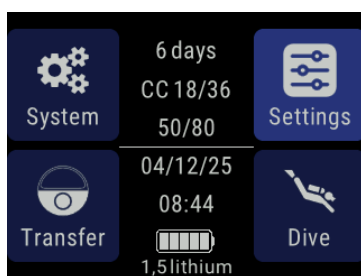 System
6 days
CC 18/36
50/80
Settings
Transfer
04/12/25
08:44
1,5 lithium
Dive